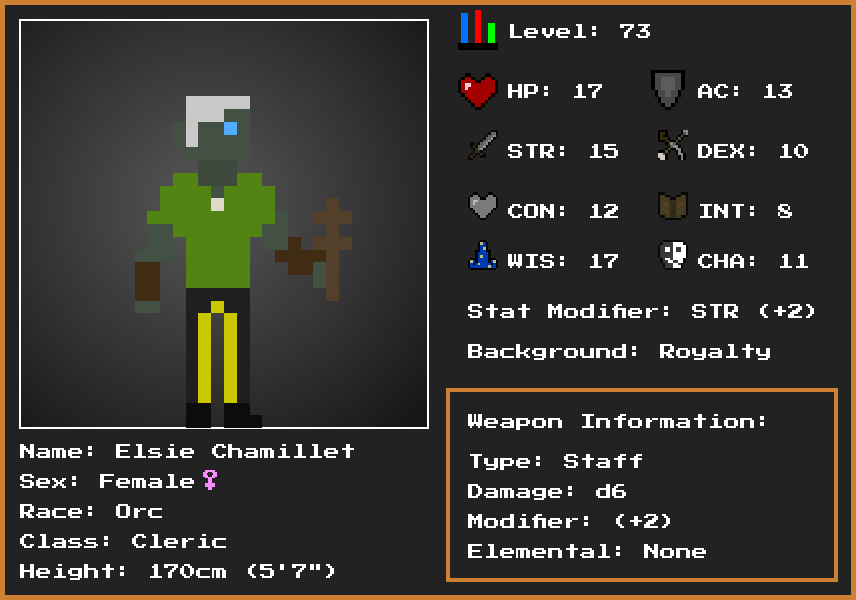 Level: 73
HP: 17 AC: 13
STR: 15 DEX: 10
CON: 12 INT: 8
WIS: 17 CHA: 11
Stat Modifier: STR (+2)
Background: Royalty
Weapon Information:
Type: Staff
Damage: d6
Modifier: (+2)
Elemental: None
Name: Elsie Chamillet
Sex: Female♀
Race: Orc
Class: Cleric
Height: 170cm (5'7")